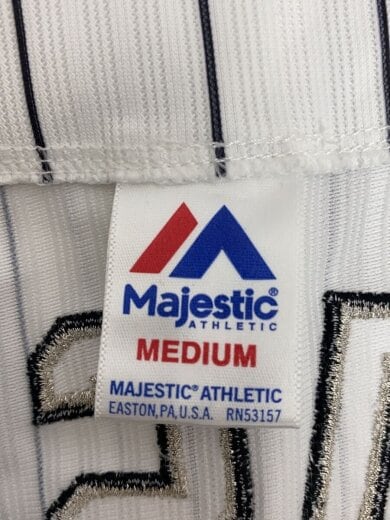 Majestic®
ATHLETIC
MEDIUM
MAJESTIC® ATHLETIC
EASTON, PA, U.S.A. RN53157